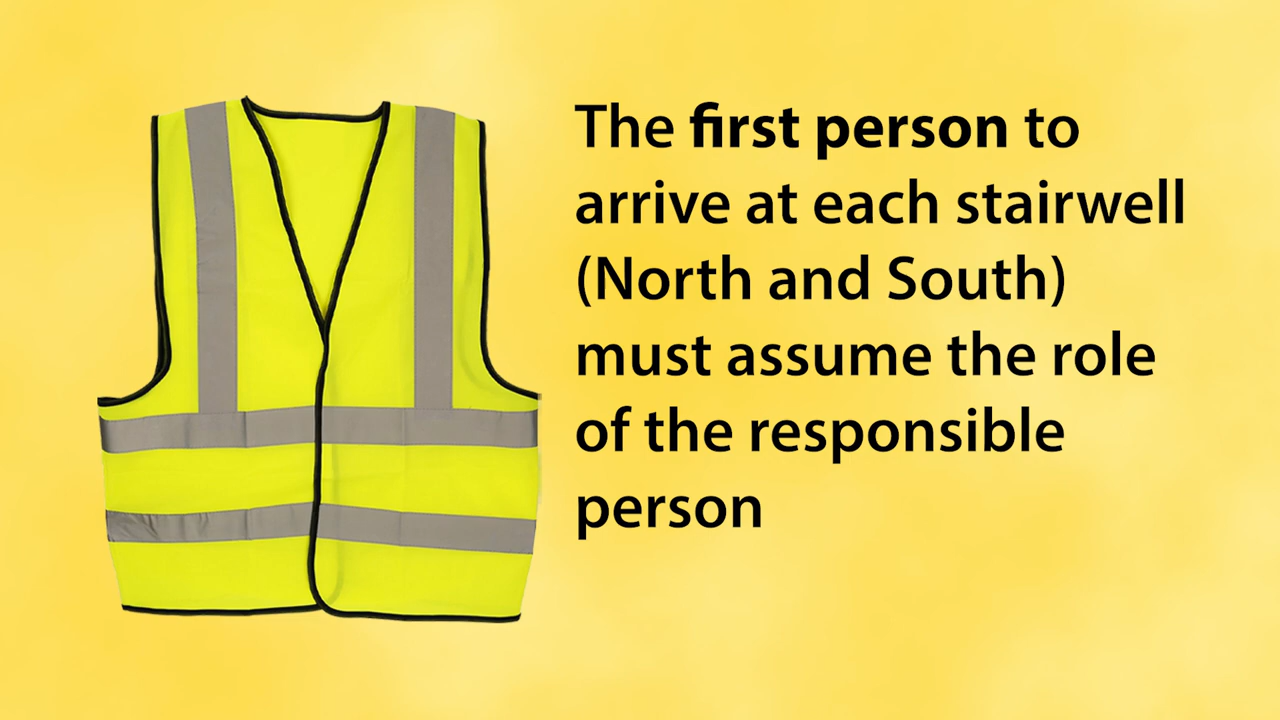 The first person to
arrive at each stairwell
(North and South)
must assume the role
of the responsible
person